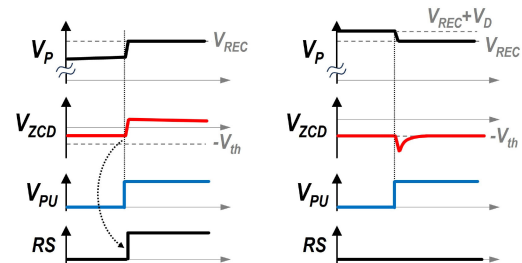 V_P
V_REC
V_ZCD
-V_th
V_PU
RS
V_REC+V_D
V_P
V_REC
V_ZCD
-V_th
V_PU
RS